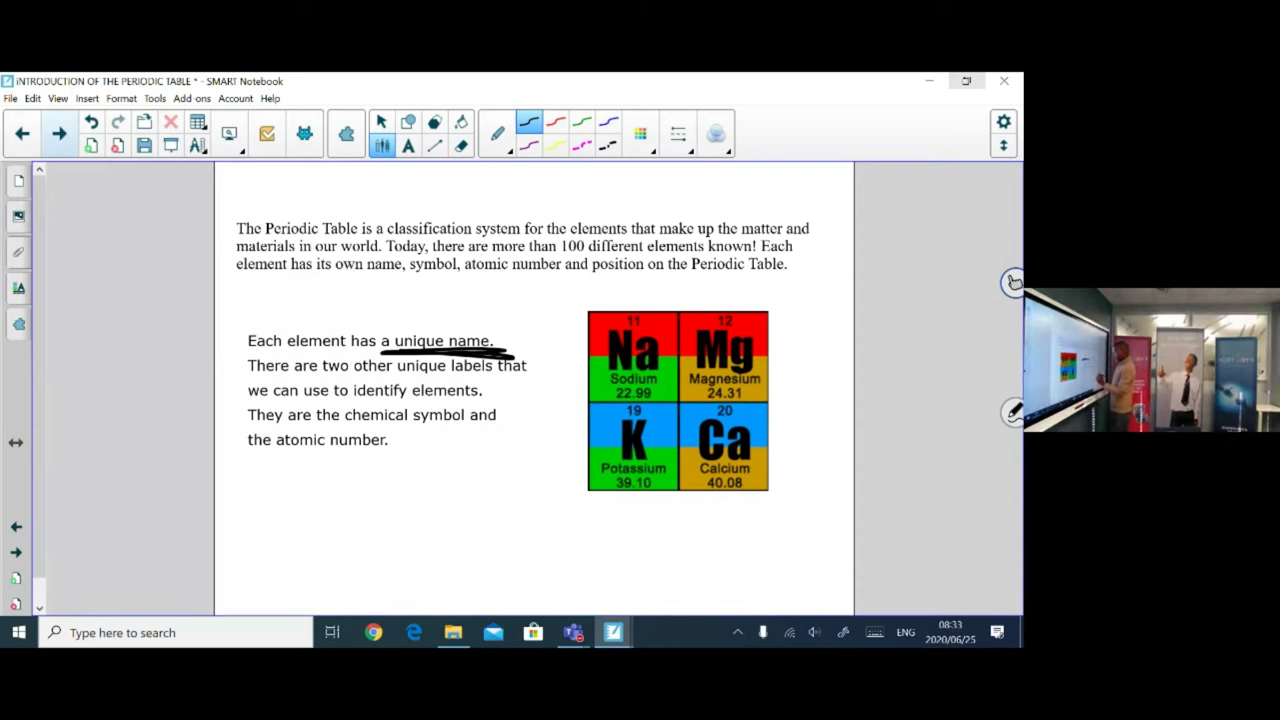 iNTRODUCTION OF THE PERIODIC TABLE * - SMART Notebook
File Edit View Insert Format Tools Add-ons Account Help
The Periodic Table is a classification system for the elements that make up the matter and
materials in our world. Today, there are more than 100 different elements known! Each
element has its own name, symbol, atomic number and position on the Periodic Table.
Each element has a unique name.
There are two other unique labels that
we can use to identify elements.
They are the chemical symbol and
the atomic number.
11
Na
Sodium
22.99
12
Mg
Magnesium
24.31
19
K
Potassium
39.10
20
Ca
Calcium
40.08
Type here to search
ENG
08:33
2020/06/25